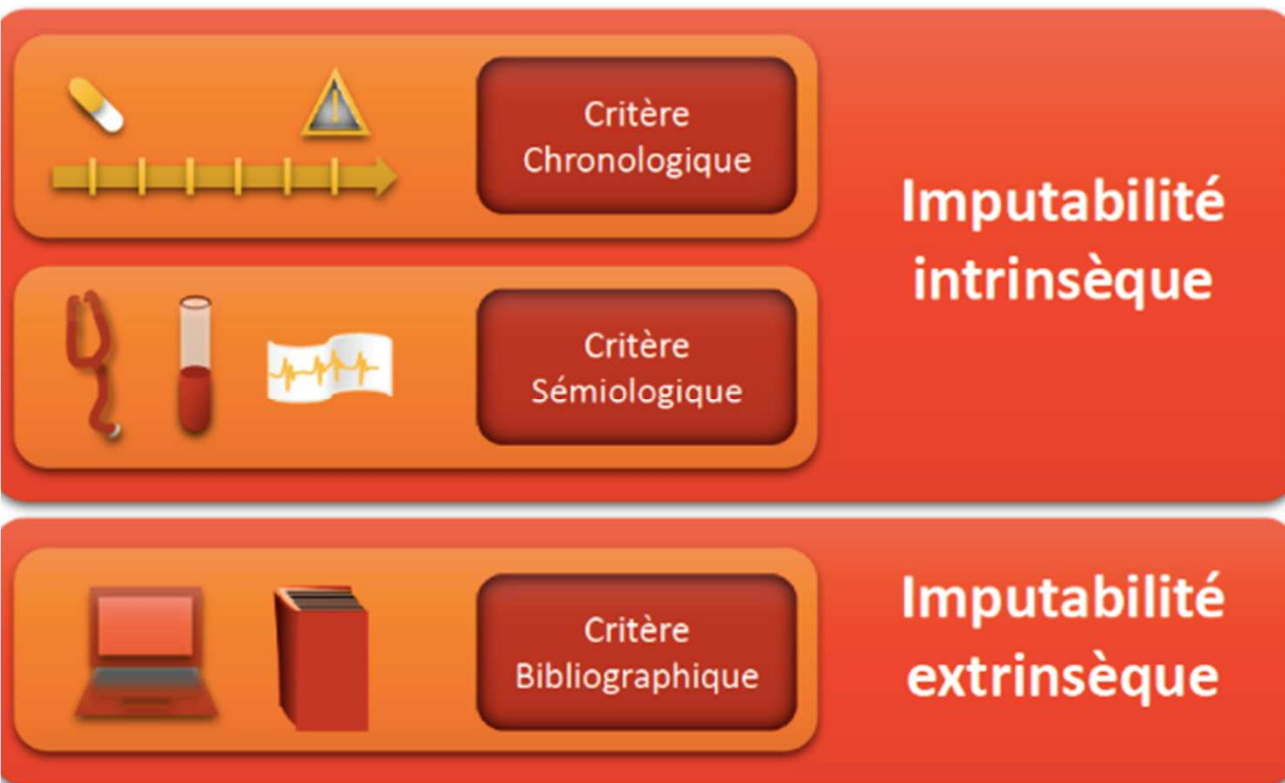 Critère
Chronologique
Imputabilité
intrinsèque
Critère
Sémiologique
Critère
Bibliographique
Imputabilité
extrinsèque